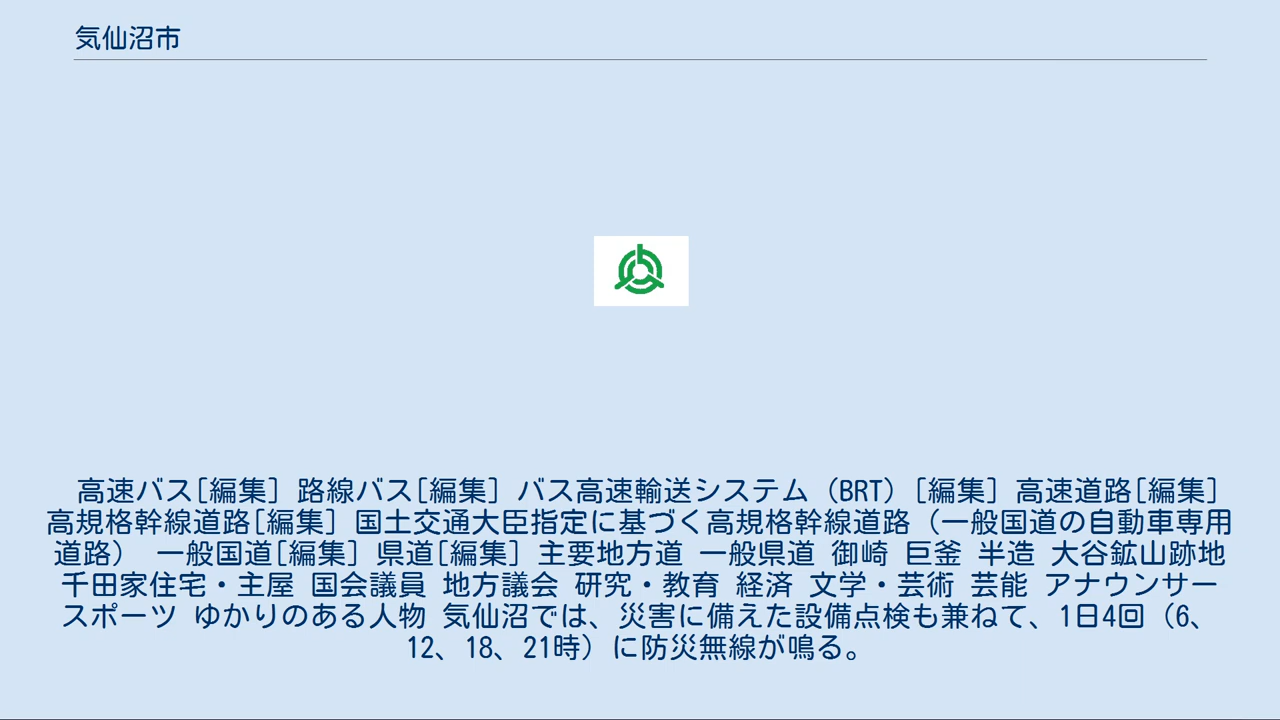 気仙沼市
高速バス[編集] 路線バス[編集] バス高速輸送システム（BRT）[編集] 高速道路[編集]
高規格幹線道路[編集] 国土交通大臣指定に基づく高規格幹線道路（一般国道の自動車専用
道路） 一般国道[編集] 県道[編集] 主要地方道 一般県道 御崎 巨釜 半造 大谷鉱山跡地
千田家住宅・主屋 国会議員 地方議会 研究・教育 経済 文学・芸術 芸能 アナウンサー
スポーツ ゆかりのある人物 気仙沼では、災害に備えた設備点検も兼ねて、1日4回（6、
12、18、21時）に防災無線が鳴る。